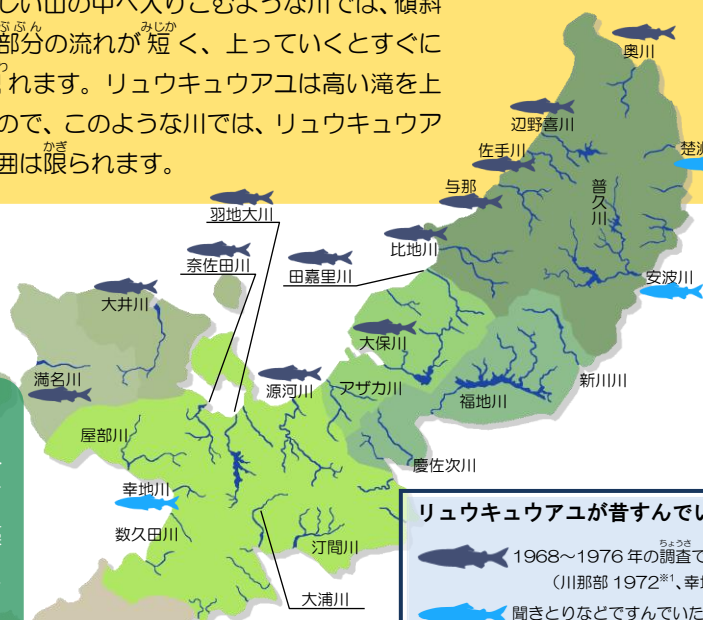 しい山の中へ入りこむような川では、傾斜
部分の流れが短く、上っていくとすぐに
れます。リュウキュウアユは高い滝を上
ので、このような川では、リュウキュウア
囲は限られます。
奥川
辺野喜川
佐手川
楚洲
与那
普久川
羽地大川
比地川
奈佐田川
田嘉里川
安波川
大井川
大保川
満名川
源河川
アザカ川
新川川
福地川
屋部川
慶佐次川
幸地川
数久田川
汀間川
大浦川
リュウキュウアユが昔すんでい
1968～1976年の調査で
（川那部 1972※1、幸地
聞きとりなどですんでいた